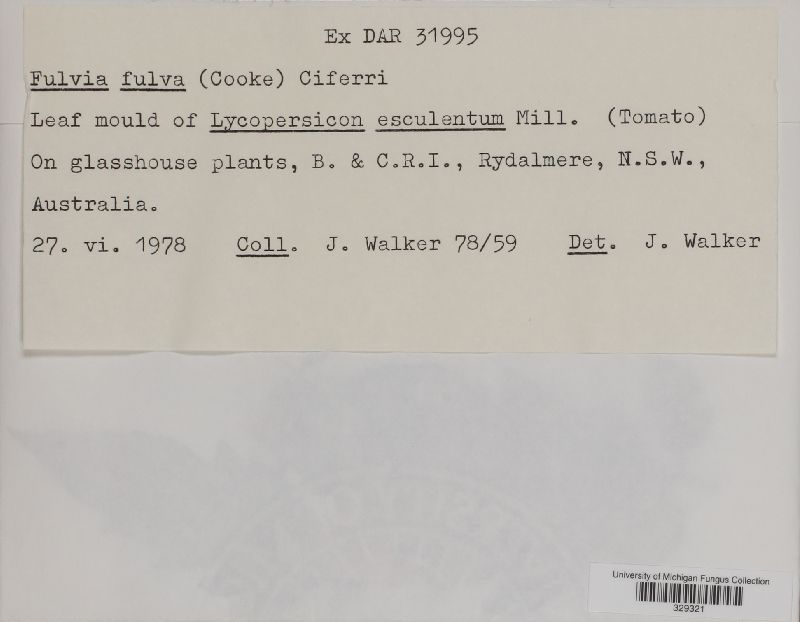 Ex DAR 31995
Fulvia fulva (Cooke) Ciferri
Leaf mould of Lycopersicon esculentum Mill. (Tomato)
On glasshouse plants, B. & C.R.I., Rydalmere, N.S.W.,
Australia.
27. vi. 1978 Coll. J. Walker 78/59 Det. J. Walker
University of Michigan Fungus Collection
329321